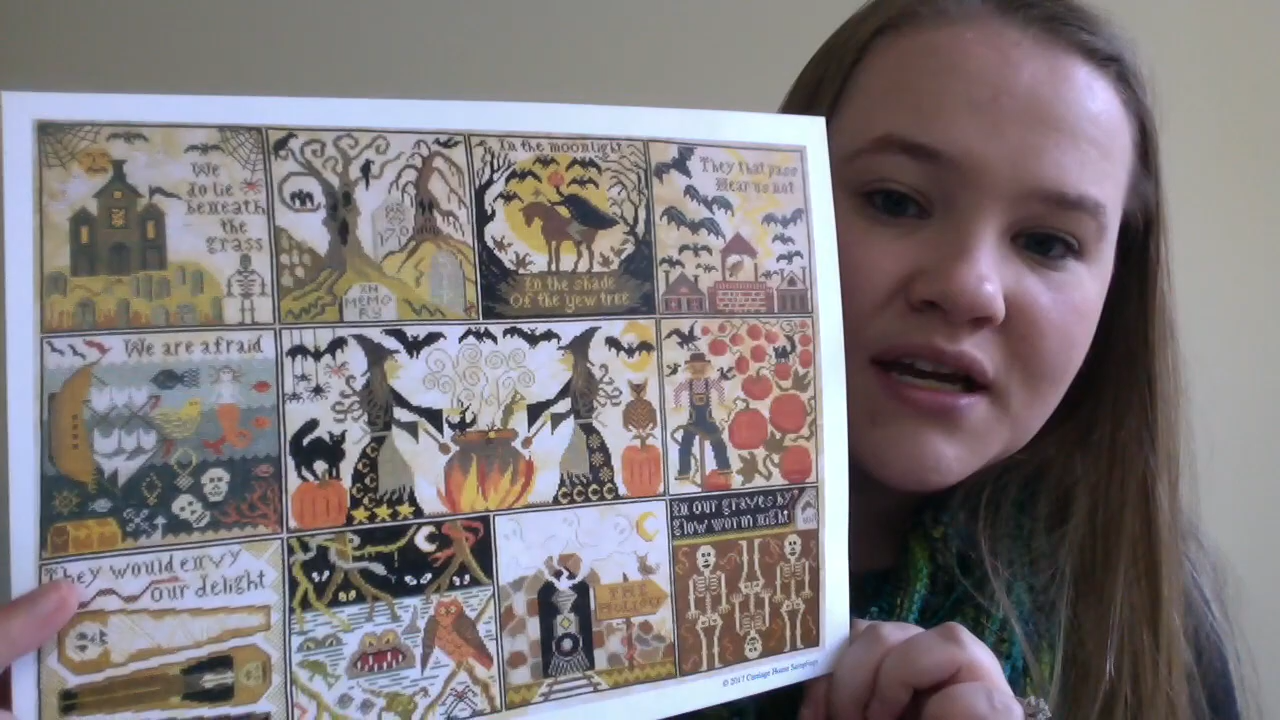 We
do lie
beneath
the
grass
IN
MEMO
RY
In the moonlight
In the shade
Of the yew tree
They that pass
Hear us not
We are afraid
They would envy
our delight
THE
HOLLOW
In our graves by
glow worm night
© 2017 Carriage House Samplings